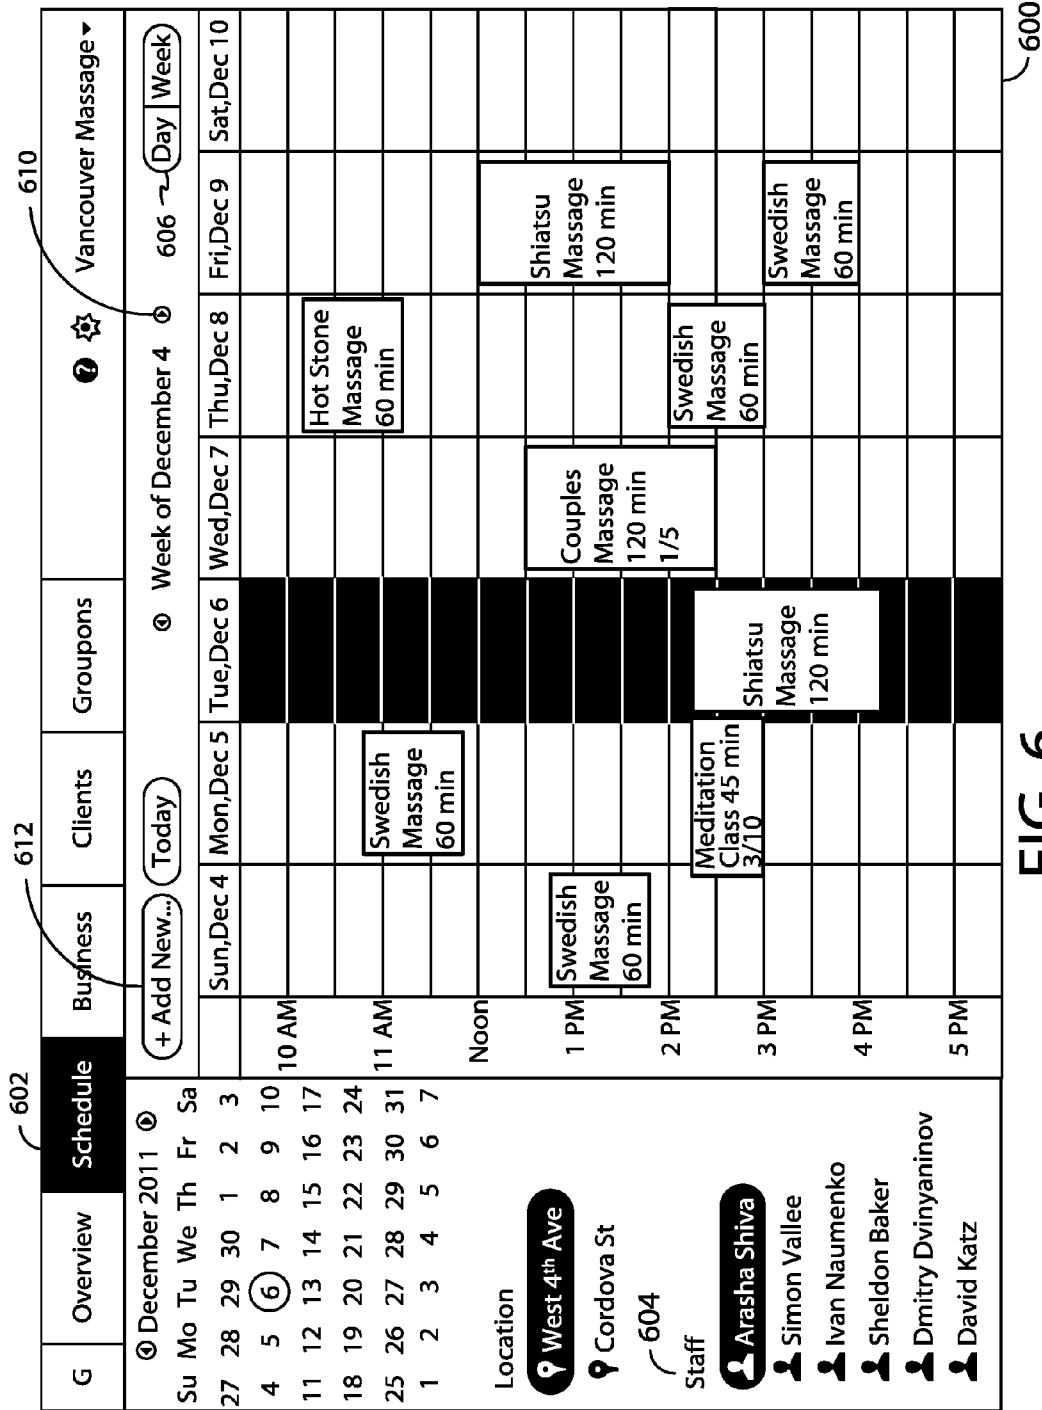 602
612
610
G
Overview
Schedule
Business
Clients
Groupons
Vancouver Massage
December 2011
+ Add New...
Today
Week of December 4
606
Day
Week
Su Mo Tu We Th Fr Sa
27 28 29 30 1 2 3
4 5 6 7 8 9 10
11 12 13 14 15 16 17
18 19 20 21 22 23 24
25 26 27 28 29 30 31
1 2 3 4 5 6 7
Location
West 4th Ave
Cordova St
604
Staff
Arasha Shiva
Simon Vallee
Ivan Naumenko
Sheldon Baker
Dmitry Dvinyaninov
David Katz
Sun,Dec 4
Mon,Dec 5
Tue,Dec 6
Wed,Dec 7
Thu,Dec 8
Fri,Dec 9
Sat,Dec 10
10 AM
11 AM
Noon
1 PM
2 PM
3 PM
4 PM
5 PM
Swedish
Massage
60 min
Swedish
Massage
60 min
Meditation
Class 45 min
3/10
Shiatsu
Massage
120 min
Couples
Massage
120 min
1/5
Hot Stone
Massage
60 min
Swedish
Massage
60 min
Shiatsu
Massage
120 min
Swedish
Massage
60 min
600
FIG. 6